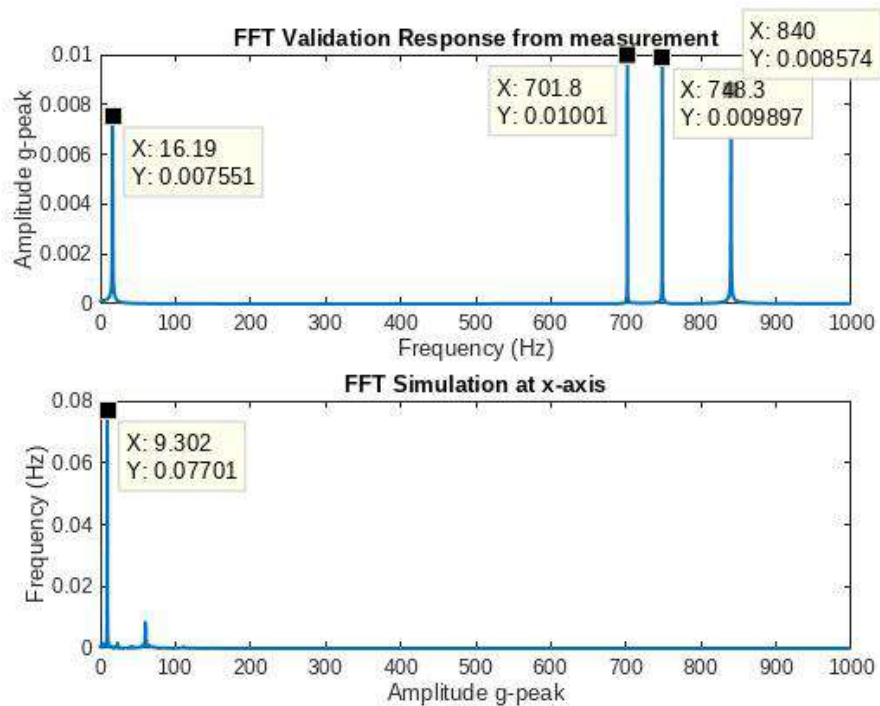 FFT Validation Response from measurement
X: 840
Y: 0.008574
X: 701.8
Y: 0.01001
X: 748.3
Y: 0.009897
X: 16.19
Y: 0.007551
Amplitude g-peak
0.01
0.008
0.006
0.004
0.002
0
0 100 200 300 400 500 600 700 800 900 1000
Frequency (Hz)
FFT Simulation at x-axis
X: 9.302
Y: 0.07701
Frequency (Hz)
0.08
0.06
0.04
0.02
0
0 100 200 300 400 500 600 700 800 900 1000
Amplitude g-peak